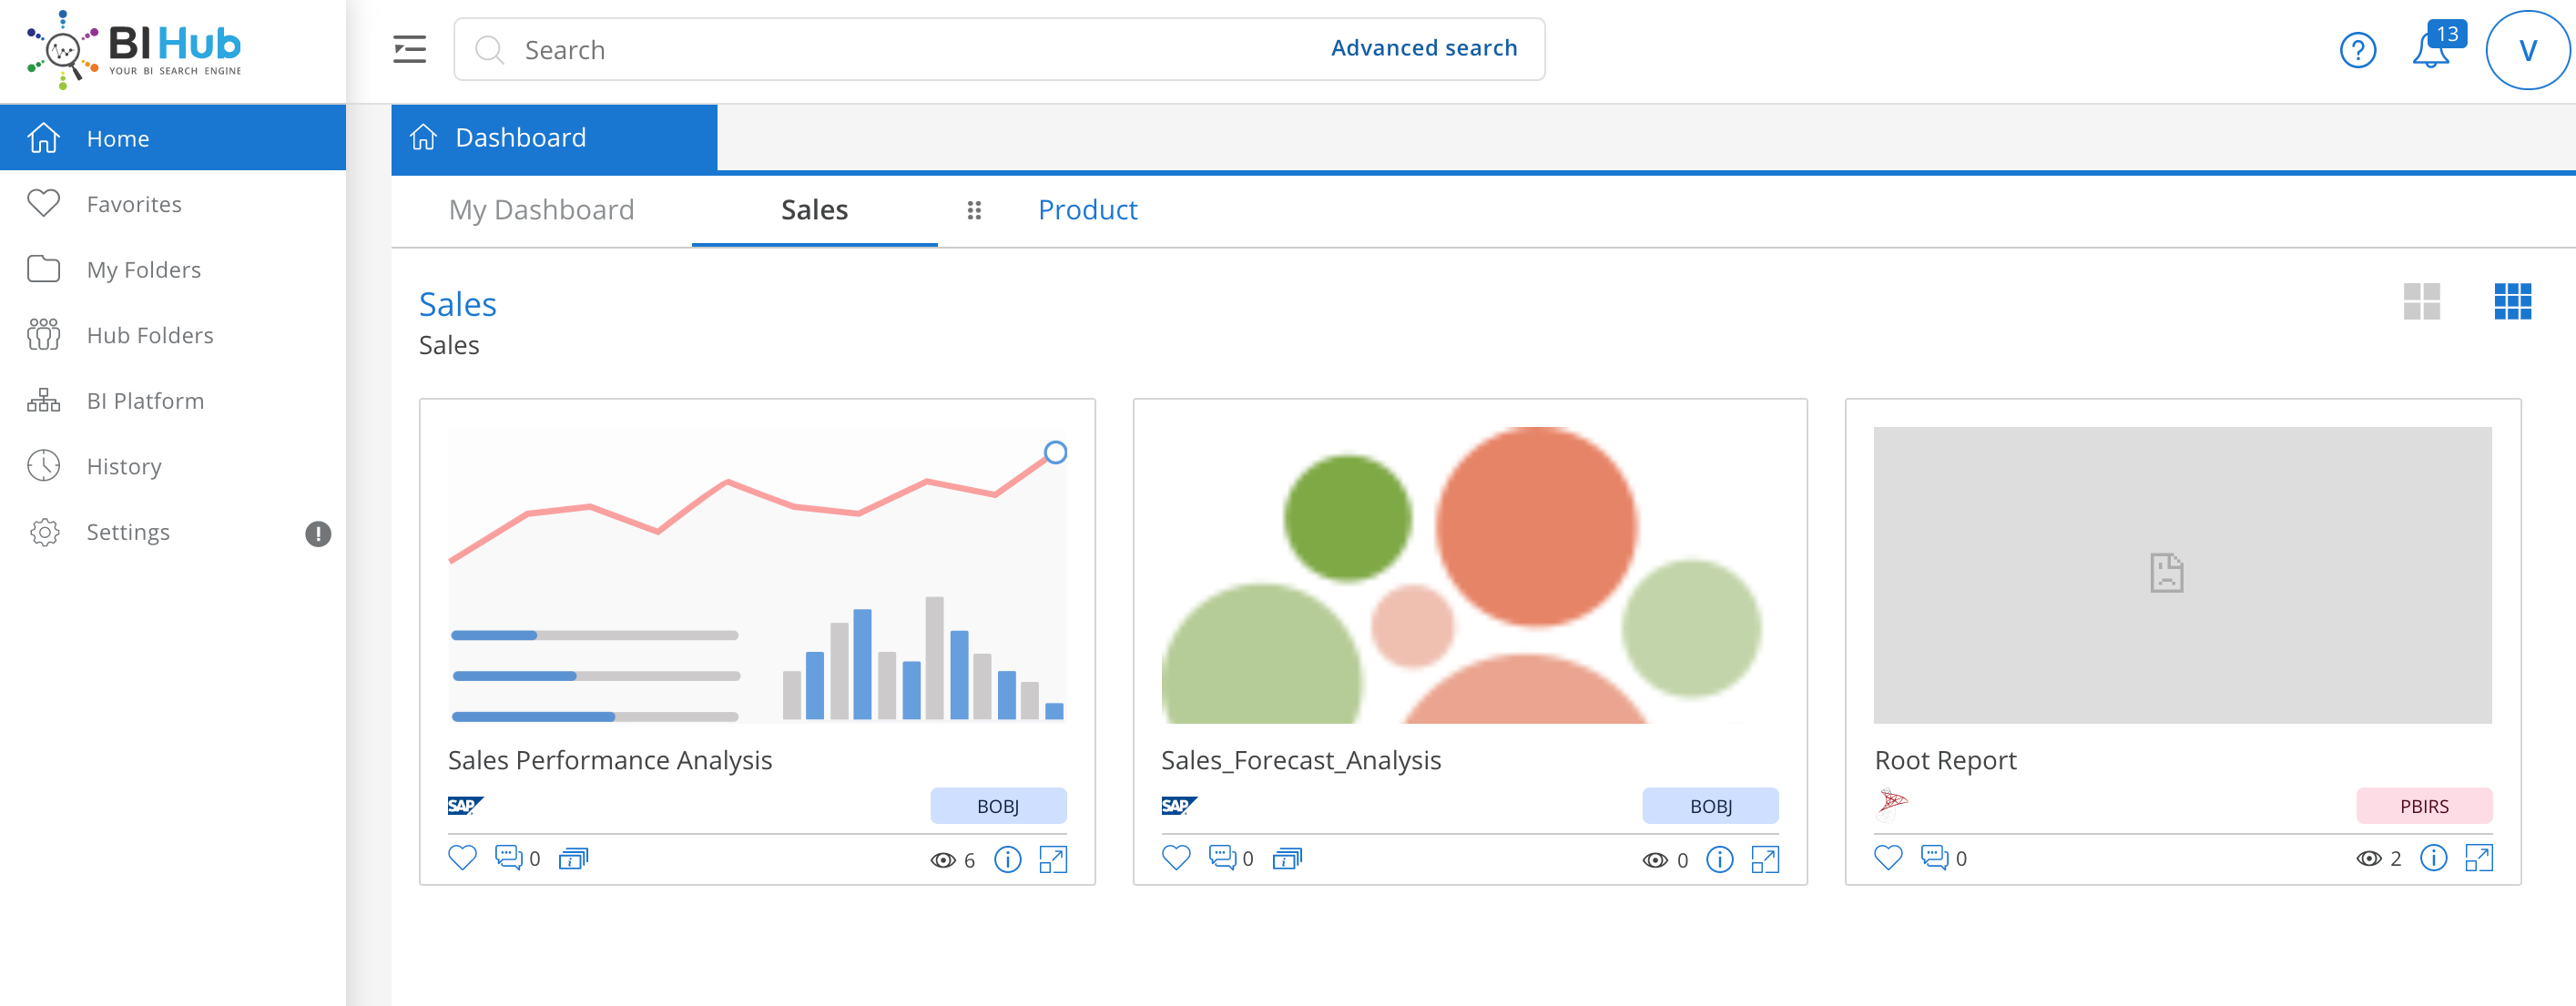 BI Hub
YOUR BI SEARCH ENGINE
Search
Advanced search
13
V
Home
Favorites
My Folders
Hub Folders
BI Platform
History
Settings
Dashboard
My Dashboard
Sales
Product
Sales
Sales
Sales Performance Analysis
SAP
BOBJ
0
6
Sales_Forecast_Analysis
SAP
BOBJ
0
0
Root Report
PBIRS
0
2